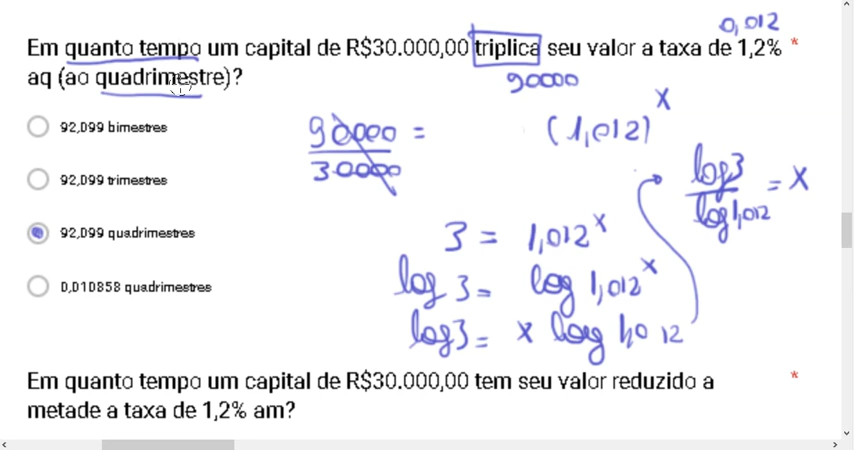 0,012
Em quanto tempo um capital de R$30.000,00 triplica seu valor a taxa de 1,2% *
aq (ao quadrimestre)?
90000
92,099 bimestres
92,099 trimestres
92,099 quadrimestres
0,010858 quadrimestres
90000 = (1,012)^x
30000
log3 = x
log1,012
3 = 1,012^x
log 3 = log 1,012^x
log3 = x log 1,012
Em quanto tempo um capital de R$30.000,00 tem seu valor reduzido a *
metade a taxa de 1,2% am?